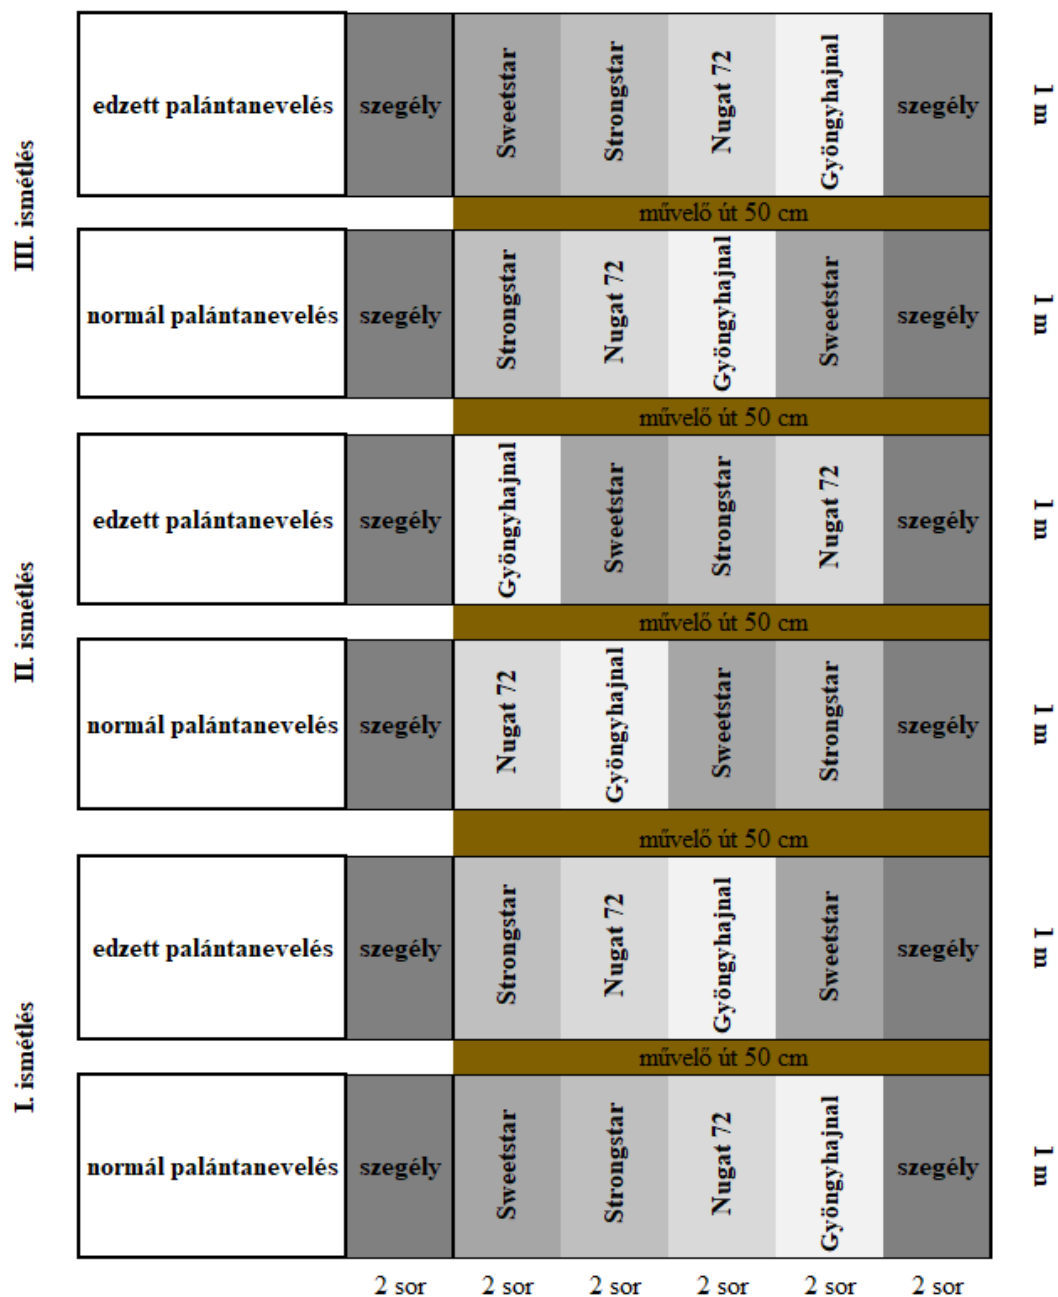 III. ismétlés
edzett palántanevelés
szegély
Sweetstar
Strongstar
Nugat 72
Gyöngyhajnal
szegély
1 m
művelő út 50 cm
normál palántanevelés
szegély
Strongstar
Nugat 72
Gyöngyhajnal
Sweetstar
szegély
1 m
művelő út 50 cm
II. ismétlés
edzett palántanevelés
szegély
Gyöngyhajnal
Sweetstar
Strongstar
Nugat 72
szegély
1 m
művelő út 50 cm
normál palántanevelés
szegély
Nugat 72
Gyöngyhajnal
Sweetstar
Strongstar
szegély
1 m
művelő út 50 cm
I. ismétlés
edzett palántanevelés
szegély
Strongstar
Nugat 72
Gyöngyhajnal
Sweetstar
szegély
1 m
művelő út 50 cm
normál palántanevelés
szegély
Sweetstar
Strongstar
Nugat 72
Gyöngyhajnal
szegély
1 m
2 sor 2 sor 2 sor 2 sor 2 sor 2 sor